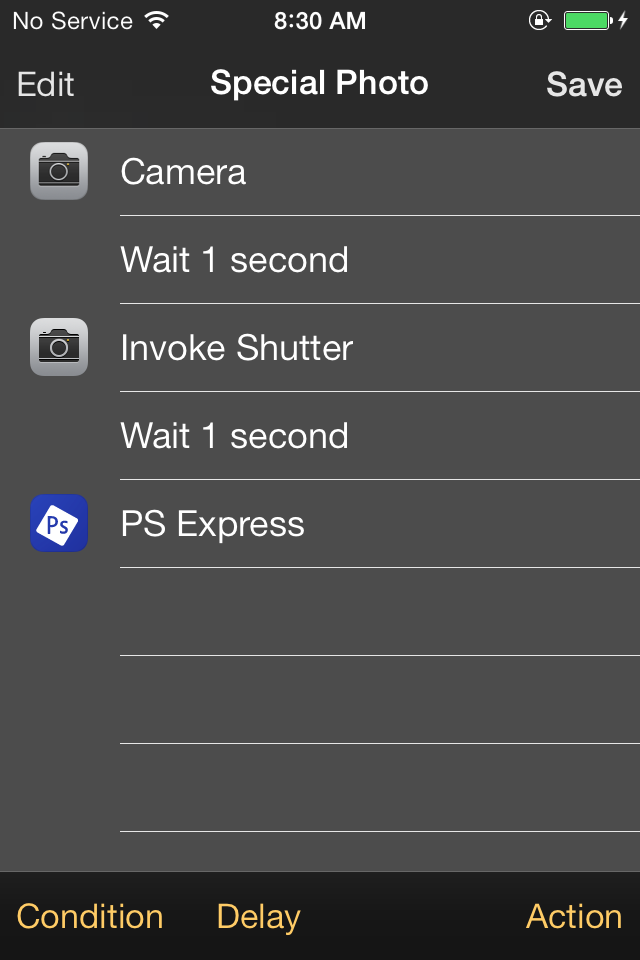 No Service 8:30 AM
Edit Special Photo Save
Camera
Wait 1 second
Invoke Shutter
Wait 1 second
Ps PS Express
Condition Delay Action